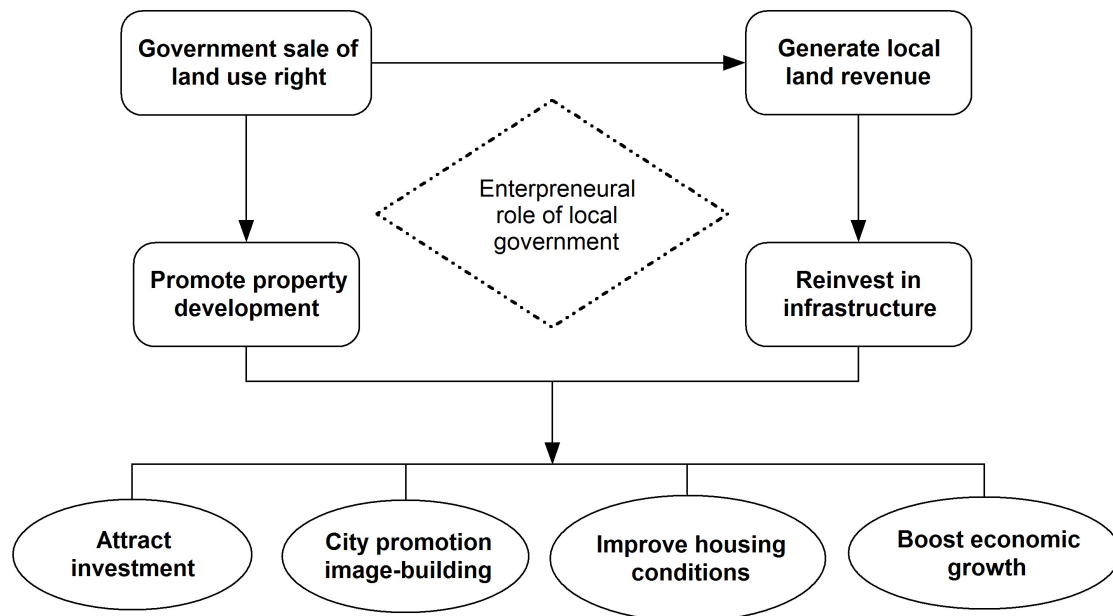 Government sale of
land use right
Generate local
land revenue
Enterpreneural
role of local
government
Promote property
development
Reinvest in
infrastructure
Attract
investment
City promotion
image-building
Improve housing
conditions
Boost economic
growth